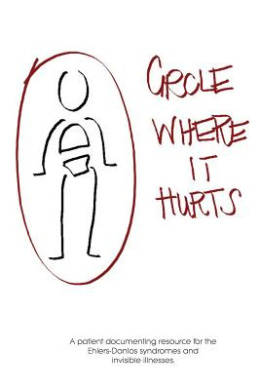 CIRCLE
WHERE
IT
HURTS
A patient documenting resource for the
Ehlers-Danlos syndromes and
invisible illnesses.